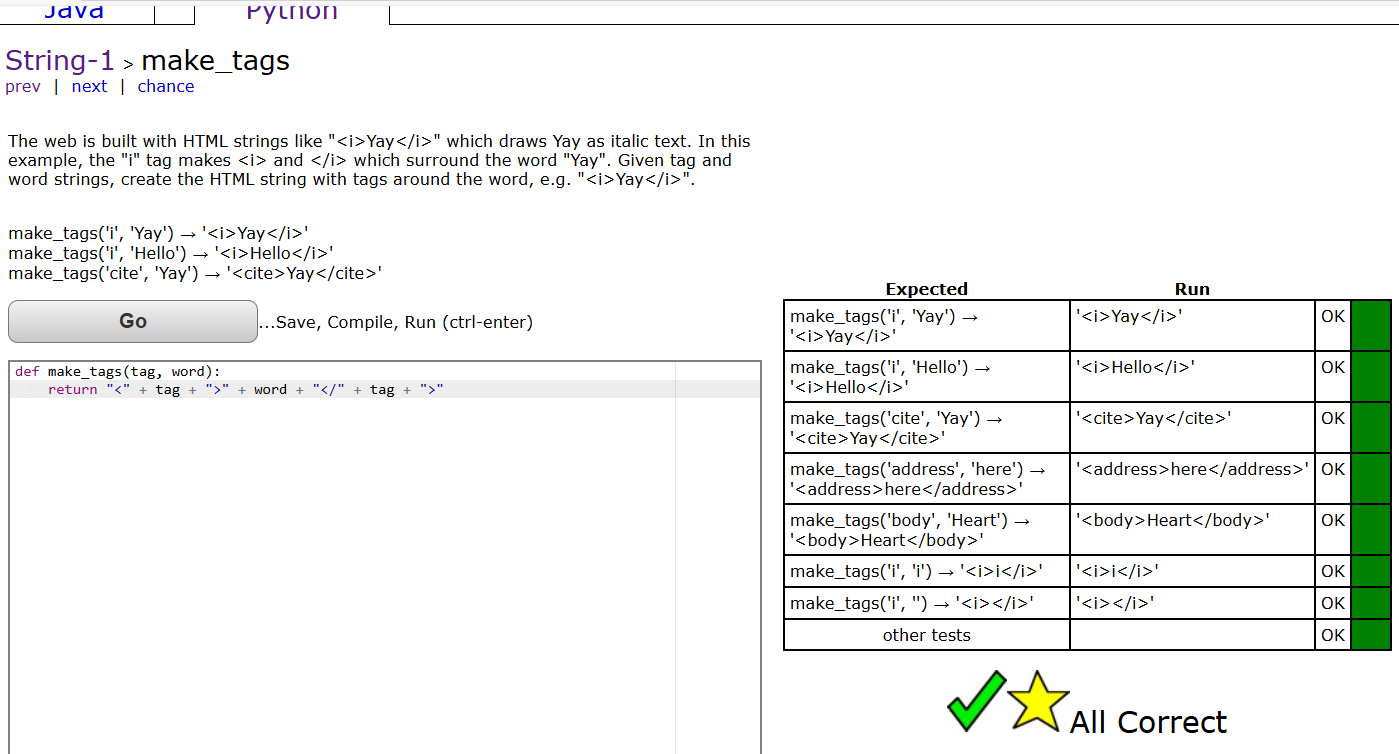 Java
Python
String-1 > make_tags
prev | next | chance
The web is built with HTML strings like "<i>Yay</i>" which draws Yay as italic text. In this
example, the "i" tag makes <i> and </i> which surround the word "Yay". Given tag and
word strings, create the HTML string with tags around the word, e.g. "<i>Yay</i>".
make_tags('i', 'Yay') → '<i>Yay</i>'
make_tags('i', 'Hello') → '<i>Hello</i>'
make_tags('cite', 'Yay') → '<cite>Yay</cite>'
Go
...Save, Compile, Run (ctrl-enter)
def make_tags(tag, word):
    return "<" + tag + ">" + word + "</" + tag + ">"
Expected Run
make_tags('i', 'Yay') → '<i>Yay</i>' OK
'<i>Yay</i>'
make_tags('i', 'Hello') → '<i>Hello</i>' OK
'<i>Hello</i>'
make_tags('cite', 'Yay') → '<cite>Yay</cite>' OK
'<cite>Yay</cite>'
make_tags('address', 'here') → '<address>here</address>' OK
'<address>here</address>'
make_tags('body', 'Heart') → '<body>Heart</body>' OK
'<body>Heart</body>'
make_tags('i', 'i') → '<i>i</i>' '<i>i</i>' OK
make_tags('i', '') → '<i></i>' '<i></i>' OK
other tests OK
All Correct